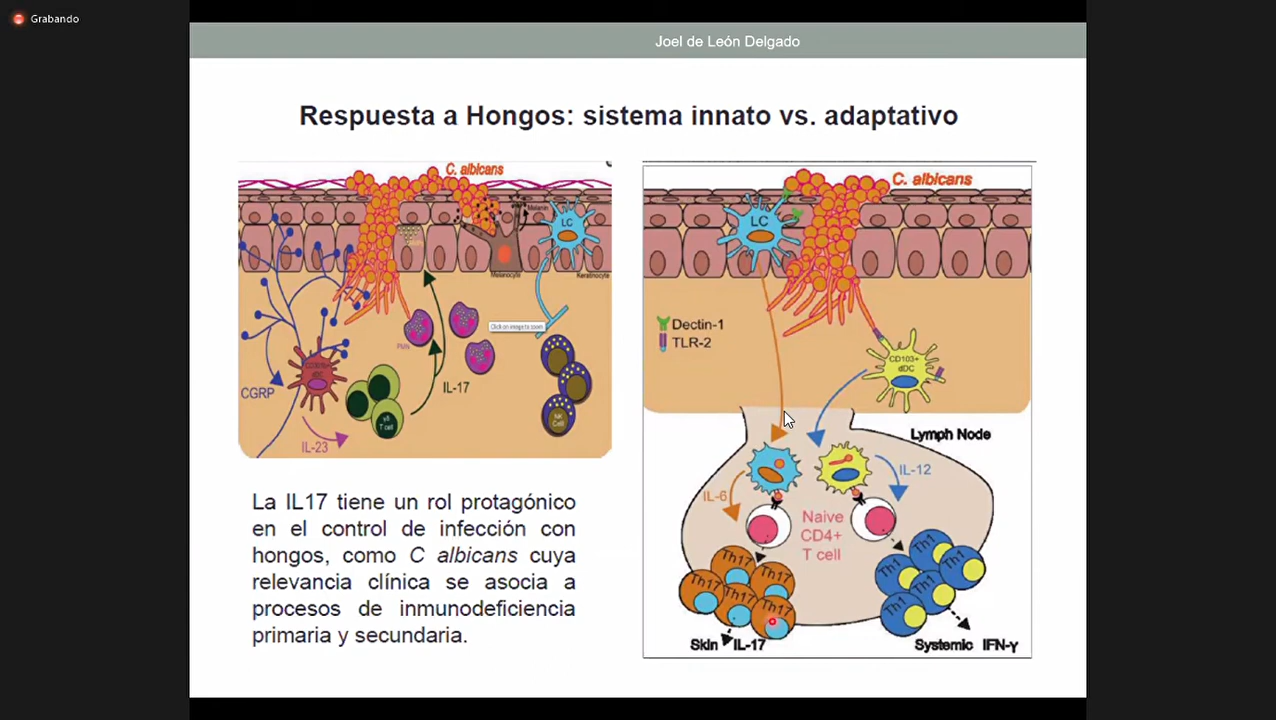 Grabando
Joel de León Delgado
Respuesta a Hongos: sistema innato vs. adaptativo
C. albicans
Melanin
LC
Melanocyte
Keratinocyte
Click on image to zoom
PMN
CGRP
IL-17
γδ
T cell
NK
Cell
IL-23
La IL17 tiene un rol protagónico
en el control de infección con
hongos, como C albicans cuya
relevancia clínica se asocia a
procesos de inmunodeficiencia
primaria y secundaria.
C. albicans
LC
Dectin-1
TLR-2
CD103+
dDC
Lymph Node
IL-6
IL-12
Naive
CD4+
T cell
Th17
Th17
Th17
Th17
Th17
Th1
Th1
Th1
Th1
Th1
Skin IL-17
Systemic IFN-γ